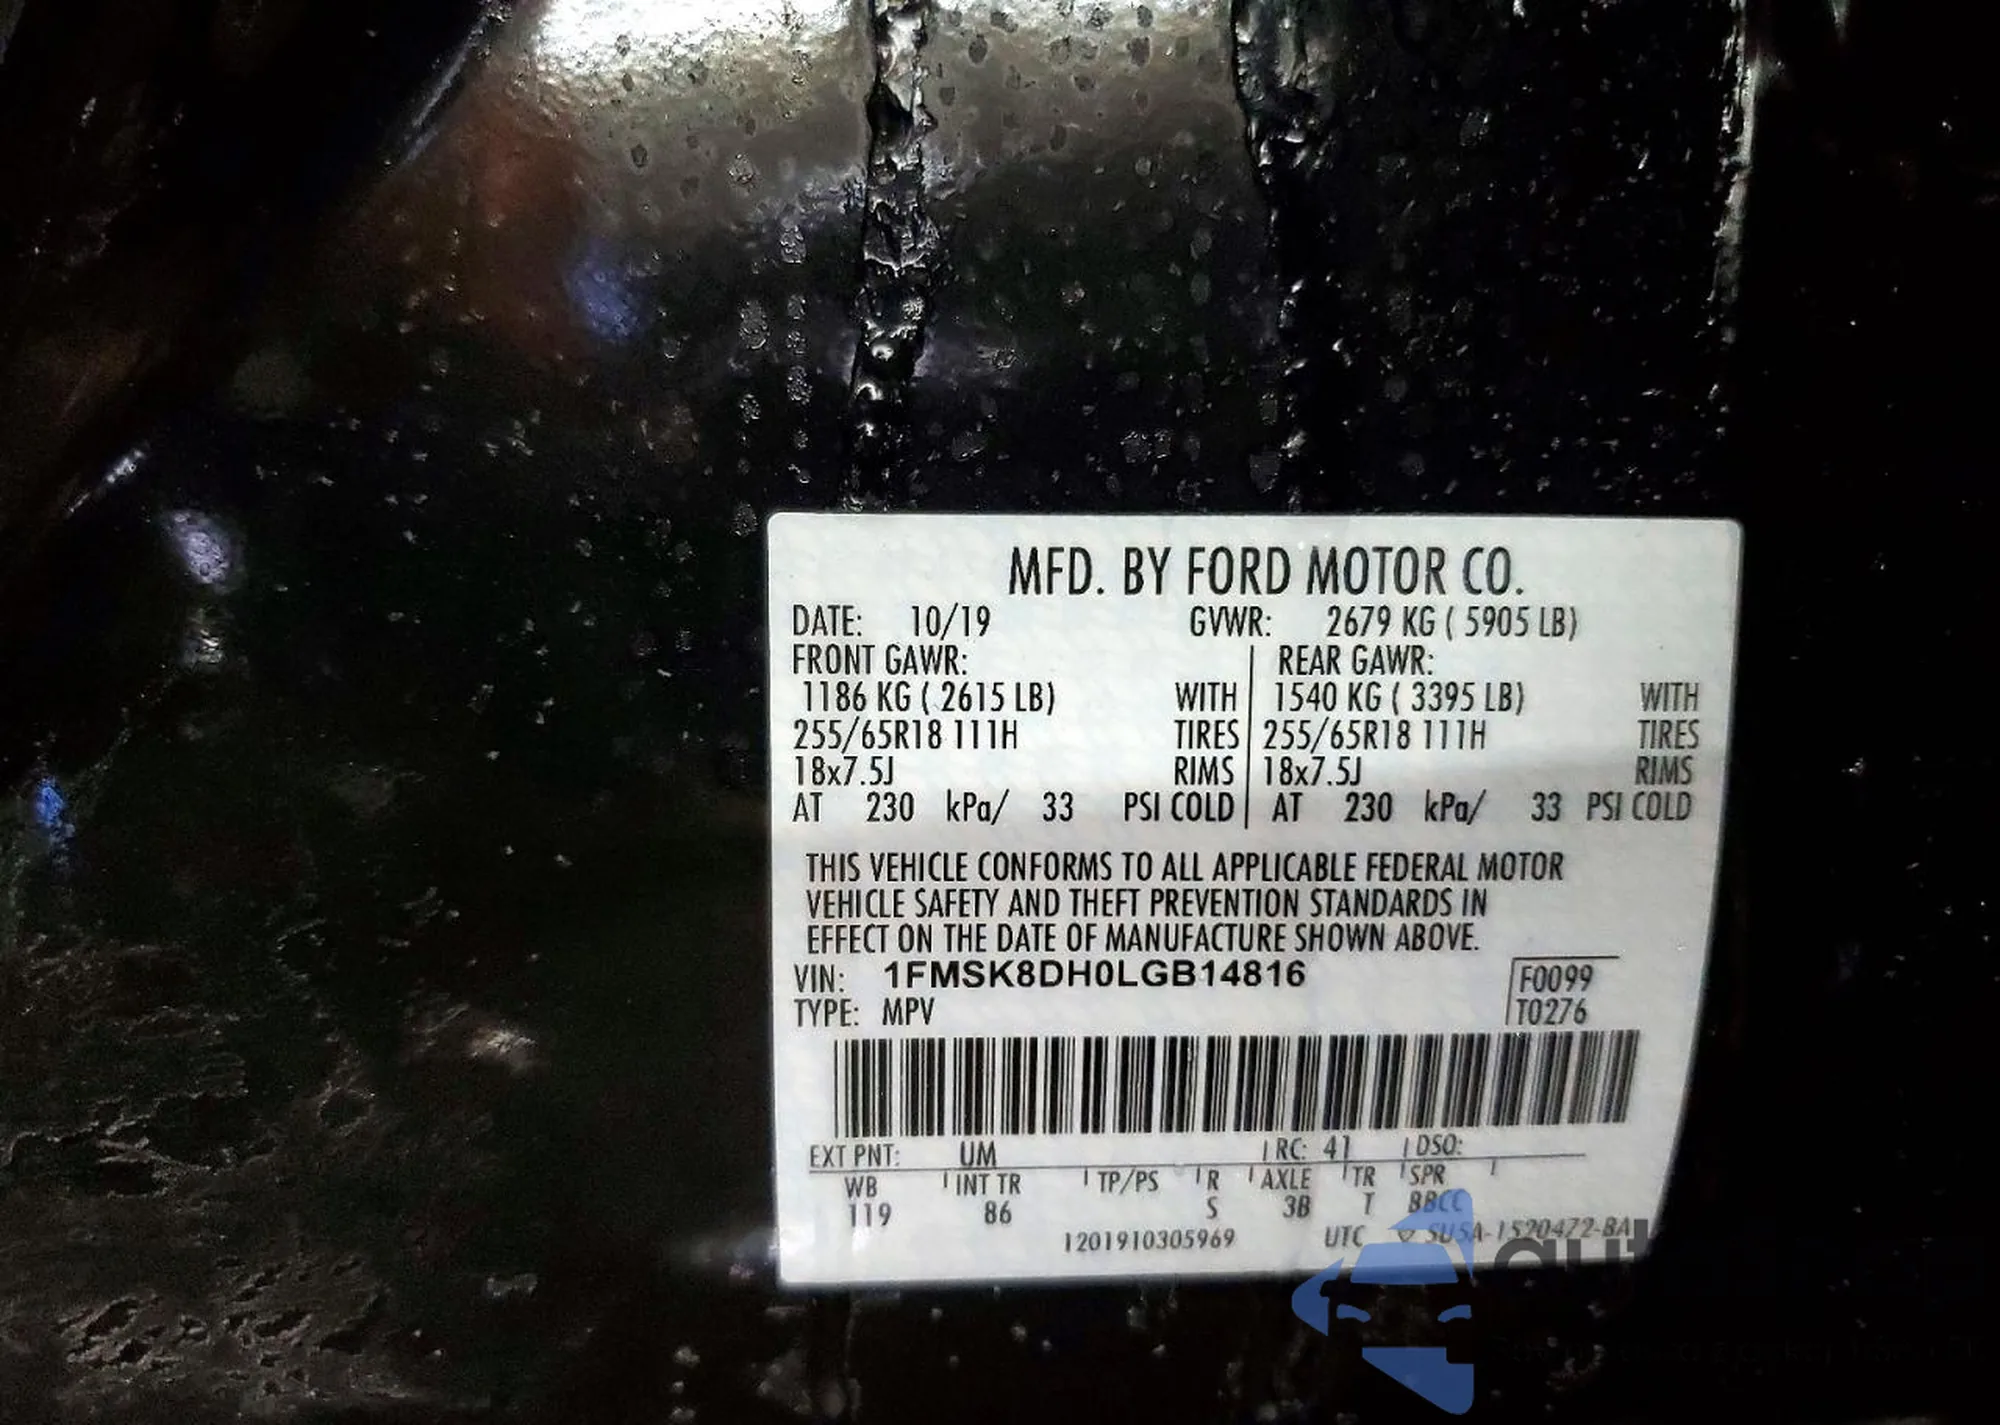 MFD. BY FORD MOTOR CO.
DATE: 10/19 GVWR: 2679 KG ( 5905 LB)
FRONT GAWR: REAR GAWR:
1186 KG ( 2615 LB) WITH 1540 KG ( 3395 LB) WITH
255/65R18 111H TIRES 255/65R18 111H TIRES
18x7.5J RIMS 18x7.5J RIMS
AT 230 kPa/ 33 PSI COLD AT 230 kPa/ 33 PSI COLD
THIS VEHICLE CONFORMS TO ALL APPLICABLE FEDERAL MOTOR
VEHICLE SAFETY AND THEFT PREVENTION STANDARDS IN
EFFECT ON THE DATE OF MANUFACTURE SHOWN ABOVE.
VIN: 1FMSK8DH0LGB14816 F0099
TYPE: MPV T0276
EXT PNT: UM RC: 41 DSO:
WB INT TR TP/PS R AXLE TR SPR
119 86 S 3B T BBCC
1201910305969 UTC SU5A-1520472-BA